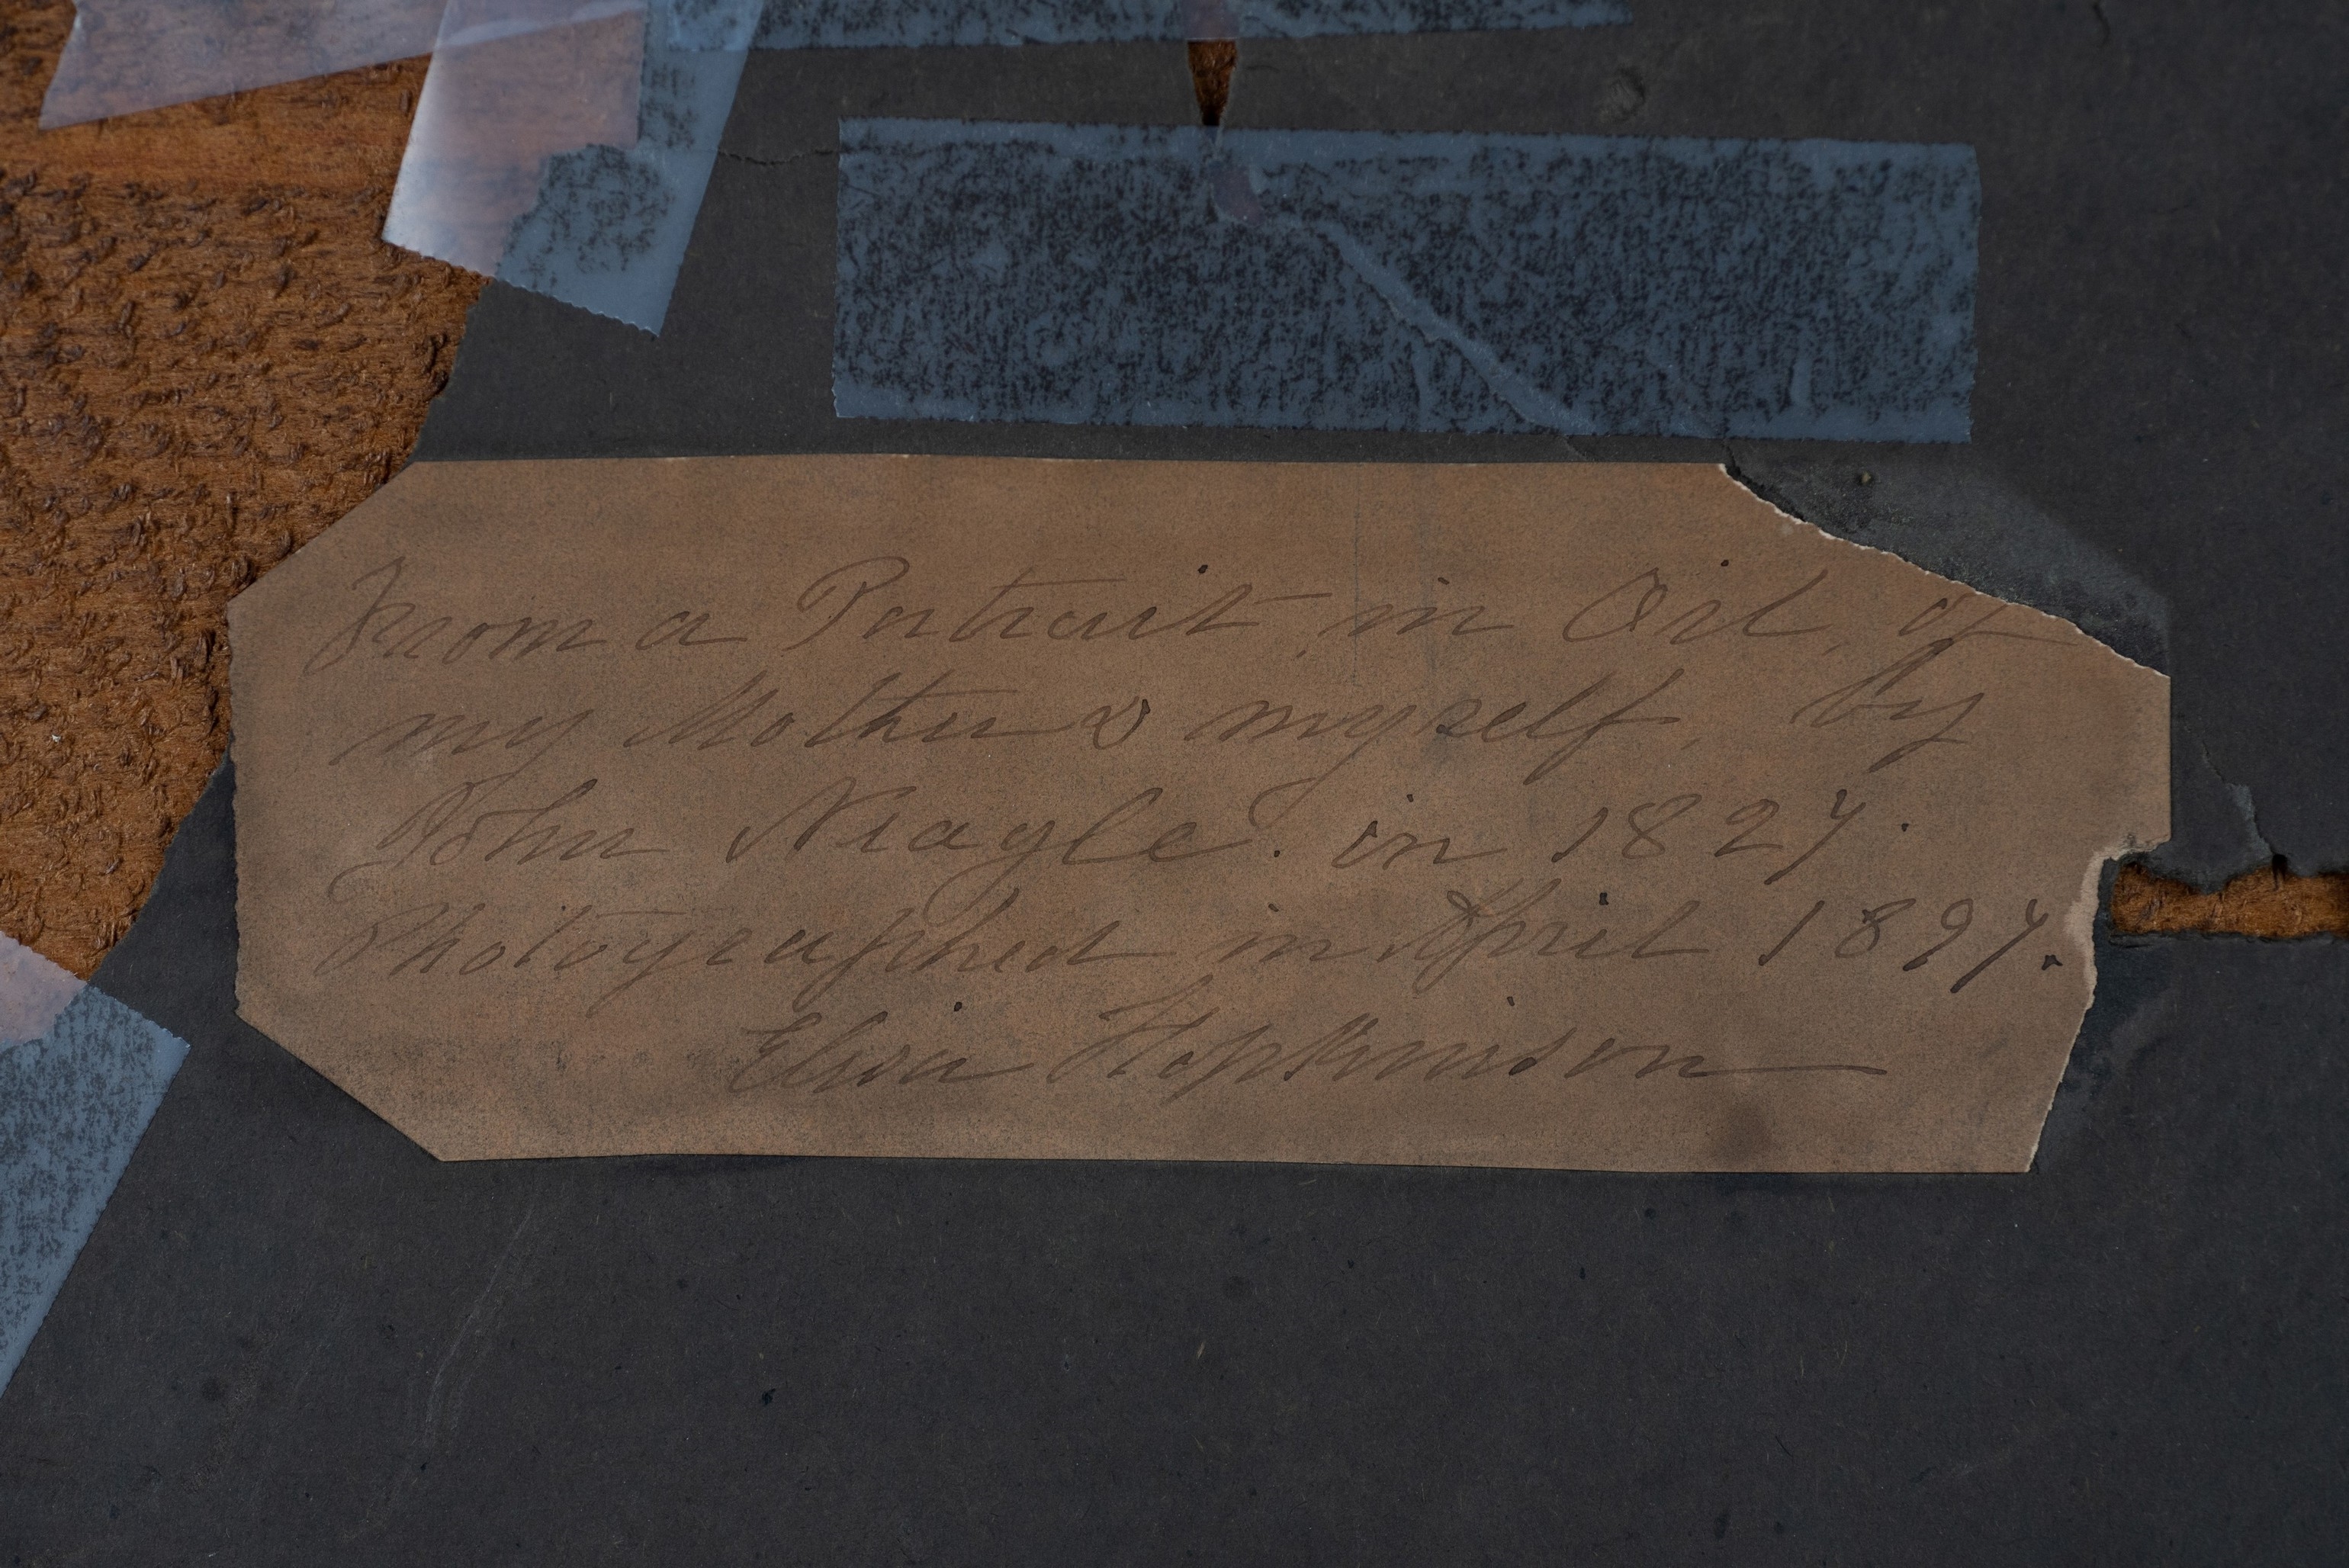 From a Portrait, in Oil, of
my Mother & myself, by
John Neagle. in 1827.
Photographed in April 1897.
Eliza Hopkinson